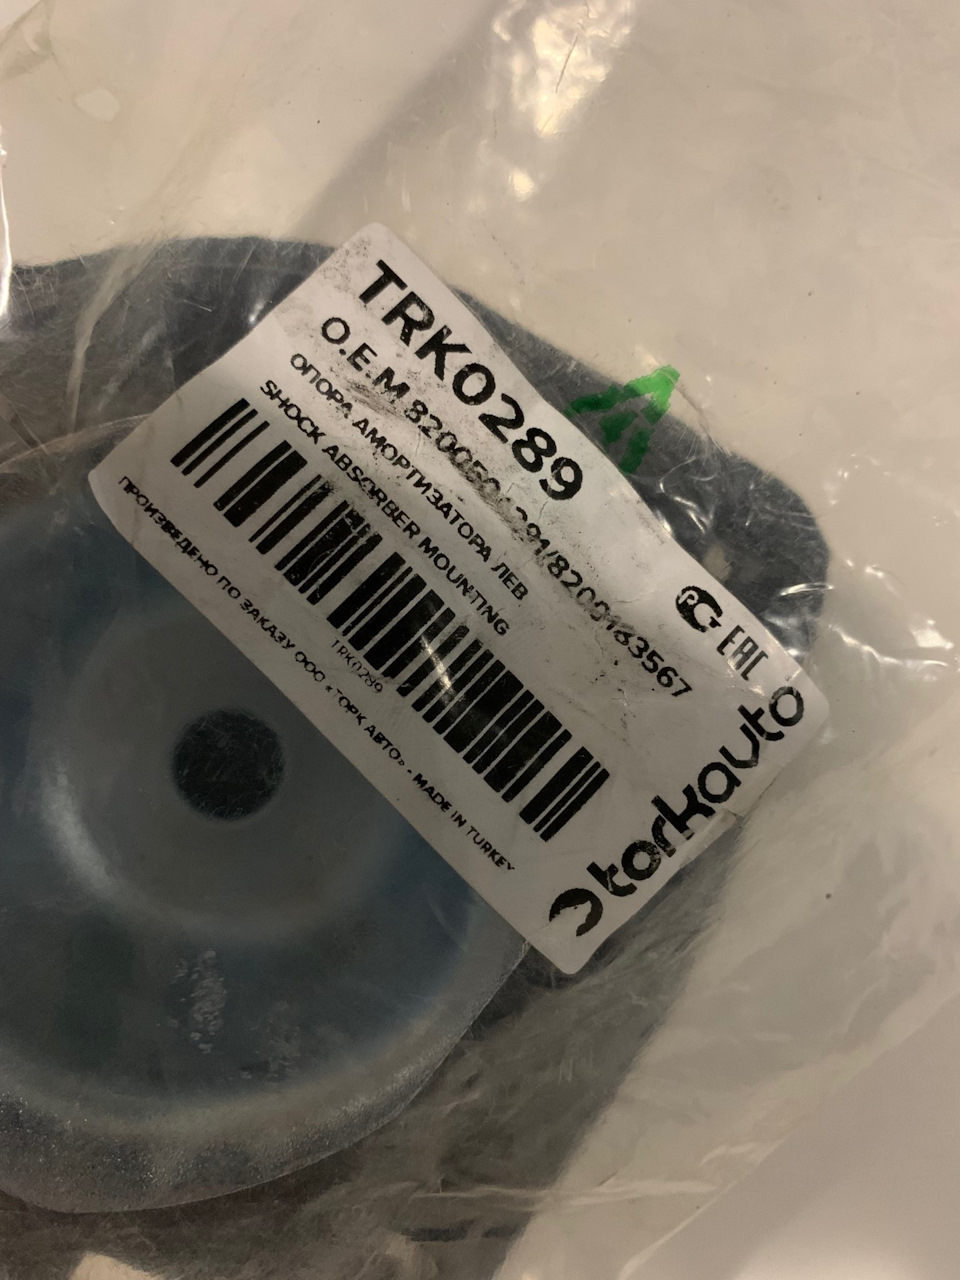 TRK0289
O.E.M 8200183567
ОПОРА АМОРТИЗАТОРА ЛЕВ
SHOCK ABSORBER MOUNTING
TRK0289
ПРОИЗВЕДЕНО ПО ЗАКАЗУ ООО «ТОРК АВТО» - MADE IN TURKEY
EAC
torkauto